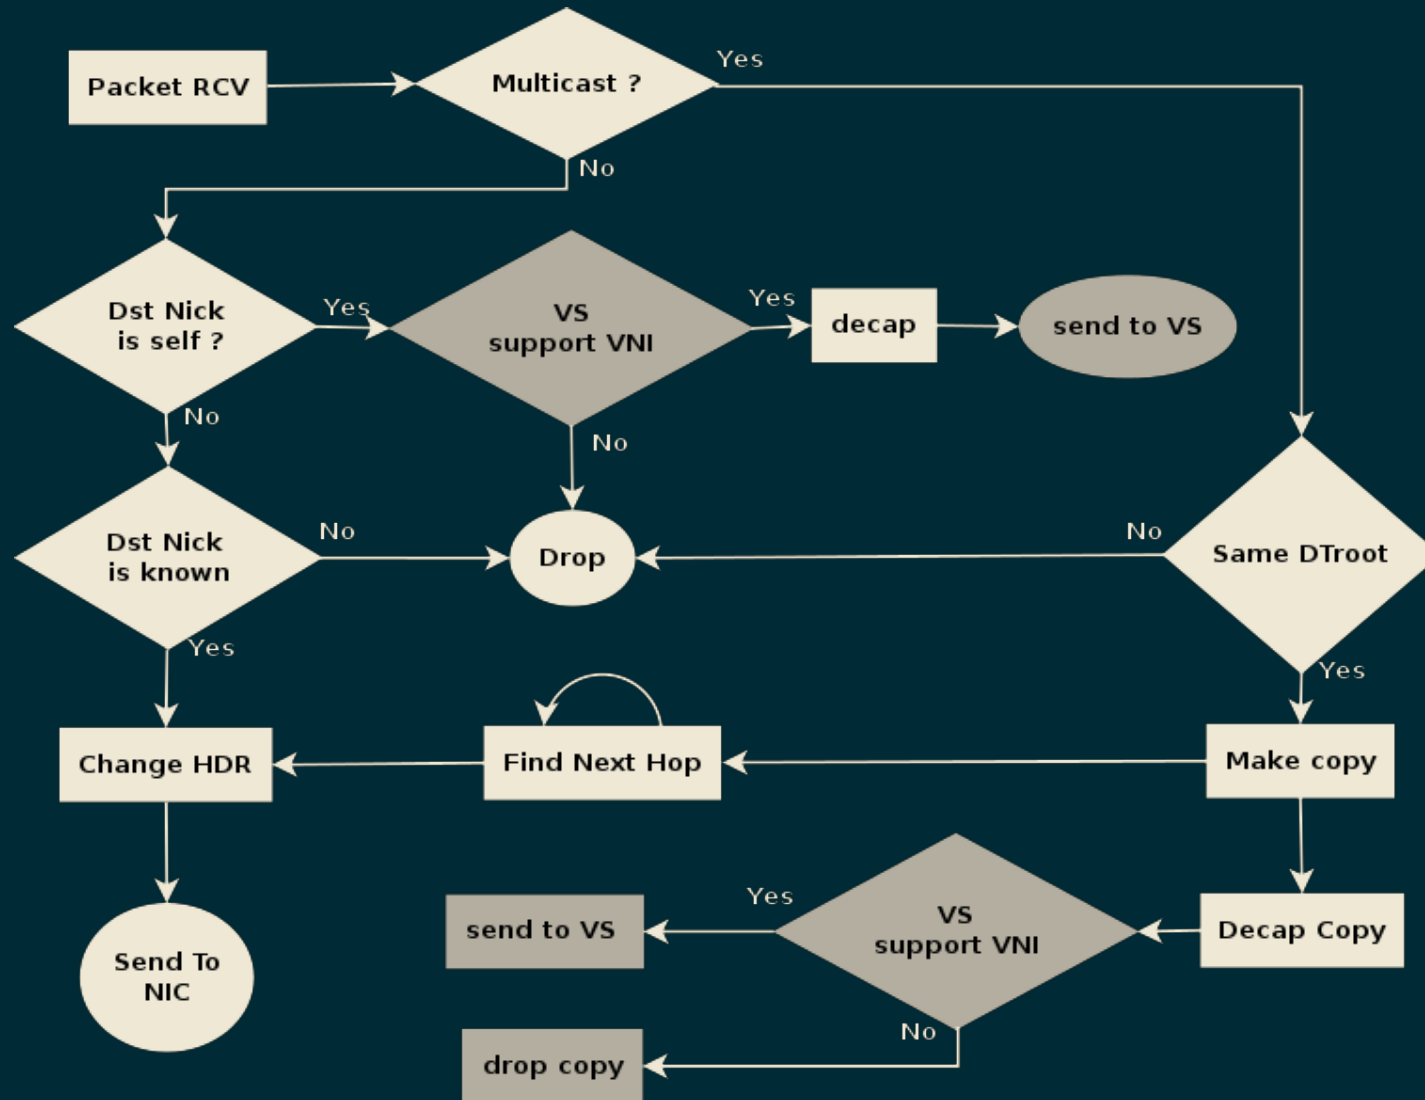 Packet RCV
Multicast ?
Yes
No
Dst Nick
is self ?
Yes
VS
support VNI
Yes
decap
send to VS
No
No
Dst Nick
is known
No
Drop
No
Same DTroot
Yes
Yes
Change HDR
Find Next Hop
Make copy
Send To
NIC
send to VS
Yes
VS
support VNI
Decap Copy
No
drop copy